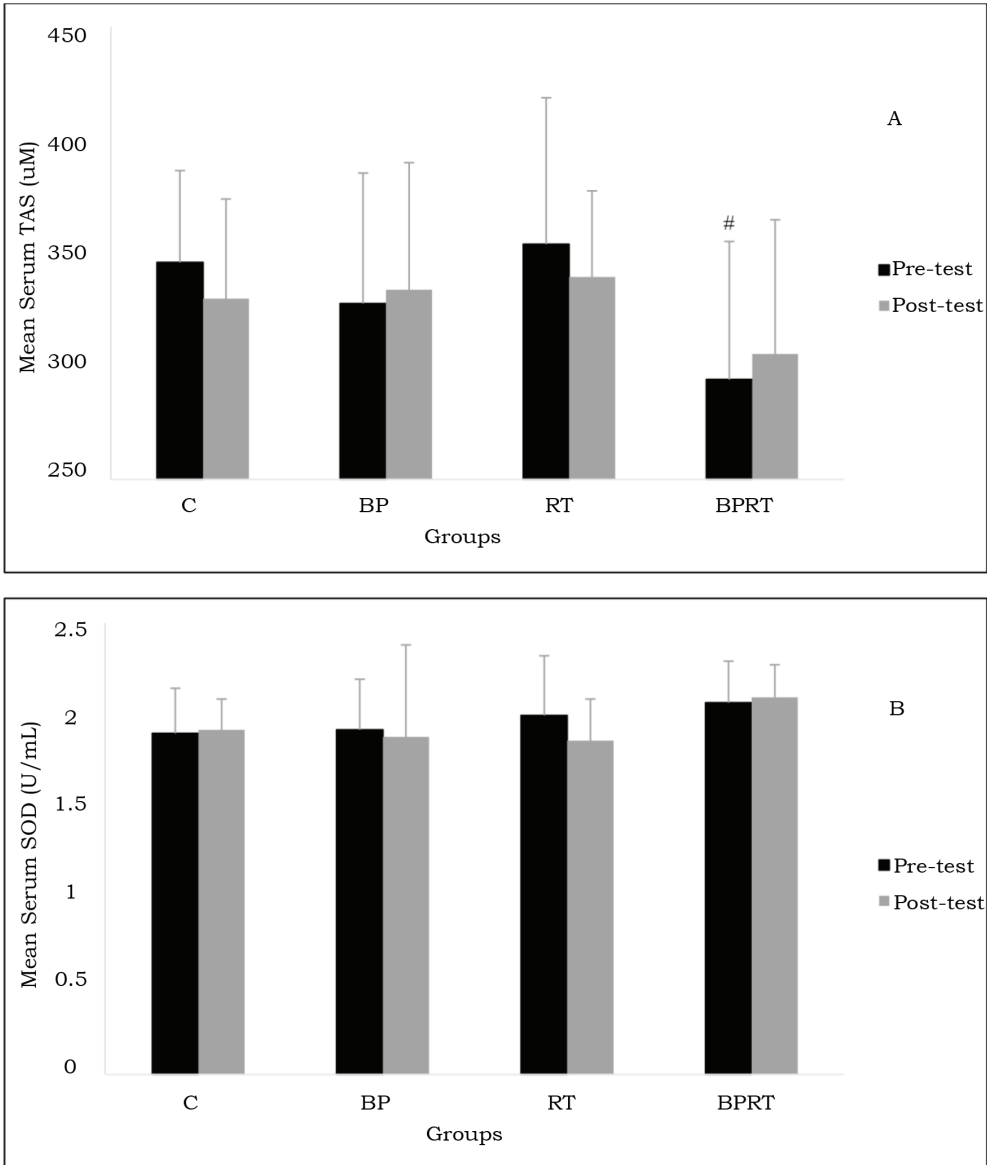 450
400
350
300
250
Mean Serum TAS (uM)
A
#
Pre-test
Post-test
C BP RT BPRT
Groups
2.5
2
1.5
1
0.5
0
Mean Serum SOD (U/mL)
B
Pre-test
Post-test
C BP RT BPRT
Groups